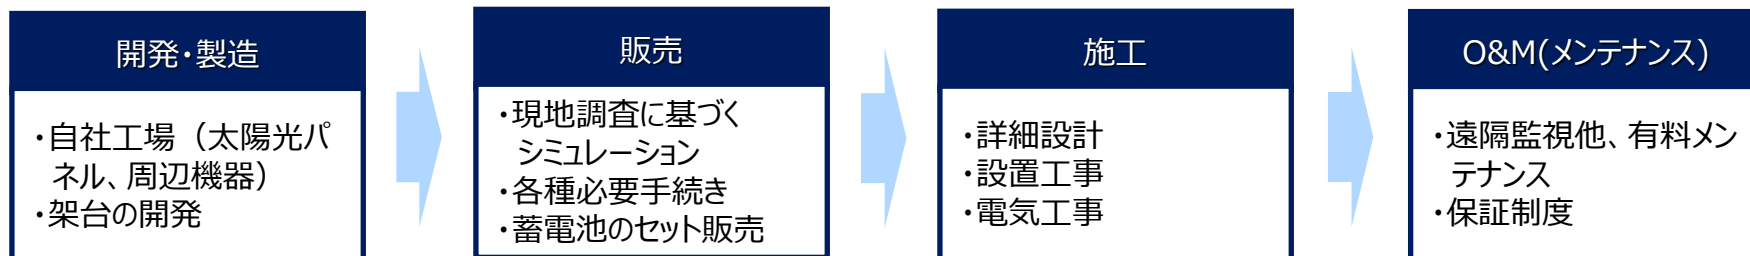 開発・製造
・自社工場（太陽光パ
ネル、周辺機器）
・架台の開発
販売
・現地調査に基づく
シミュレーション
・各種必要手続き
・蓄電池のセット販売
施工
・詳細設計
・設置工事
・電気工事
O&M(メンテナンス)
・遠隔監視他、有料メン
テナンス
・保証制度